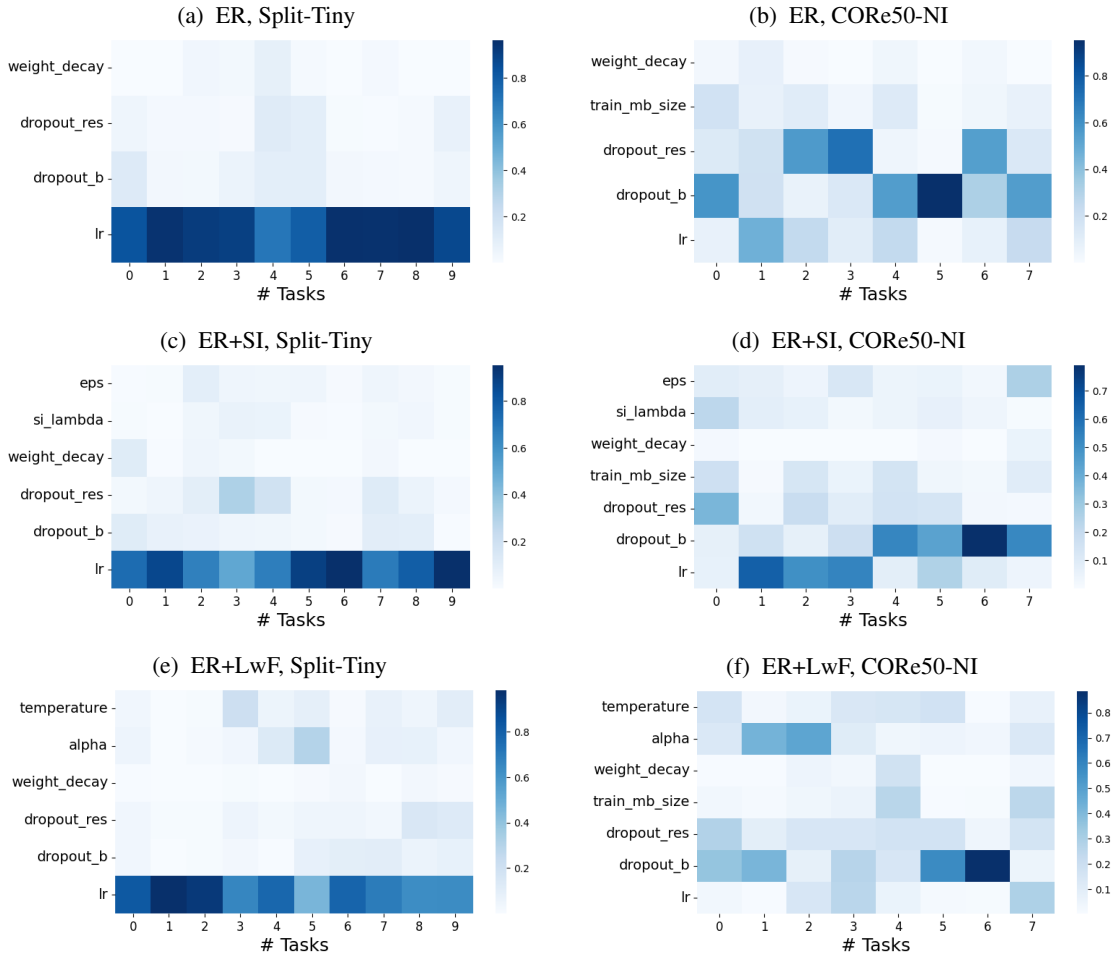 (a) ER, Split-Tiny
weight_decay
dropout_res
dropout_b
lr
0 1 2 3 4 5 6 7 8 9
# Tasks
0.8
0.6
0.4
0.2
(b) ER, CORe50-NI
weight_decay
train_mb_size
dropout_res
dropout_b
lr
0 1 2 3 4 5 6 7
# Tasks
0.8
0.6
0.4
0.2
(c) ER+SI, Split-Tiny
eps
si_lambda
weight_decay
dropout_res
dropout_b
lr
0 1 2 3 4 5 6 7 8 9
# Tasks
0.8
0.6
0.4
0.2
(d) ER+SI, CORe50-NI
eps
si_lambda
weight_decay
train_mb_size
dropout_res
dropout_b
lr
0 1 2 3 4 5 6 7
# Tasks
0.7
0.6
0.5
0.4
0.3
0.2
0.1
(e) ER+LwF, Split-Tiny
temperature
alpha
weight_decay
dropout_res
dropout_b
lr
0 1 2 3 4 5 6 7 8 9
# Tasks
0.8
0.6
0.4
0.2
(f) ER+LwF, CORe50-NI
temperature
alpha
weight_decay
train_mb_size
dropout_res
dropout_b
lr
0 1 2 3 4 5 6 7
# Tasks
0.8
0.7
0.6
0.5
0.4
0.3
0.2
0.1